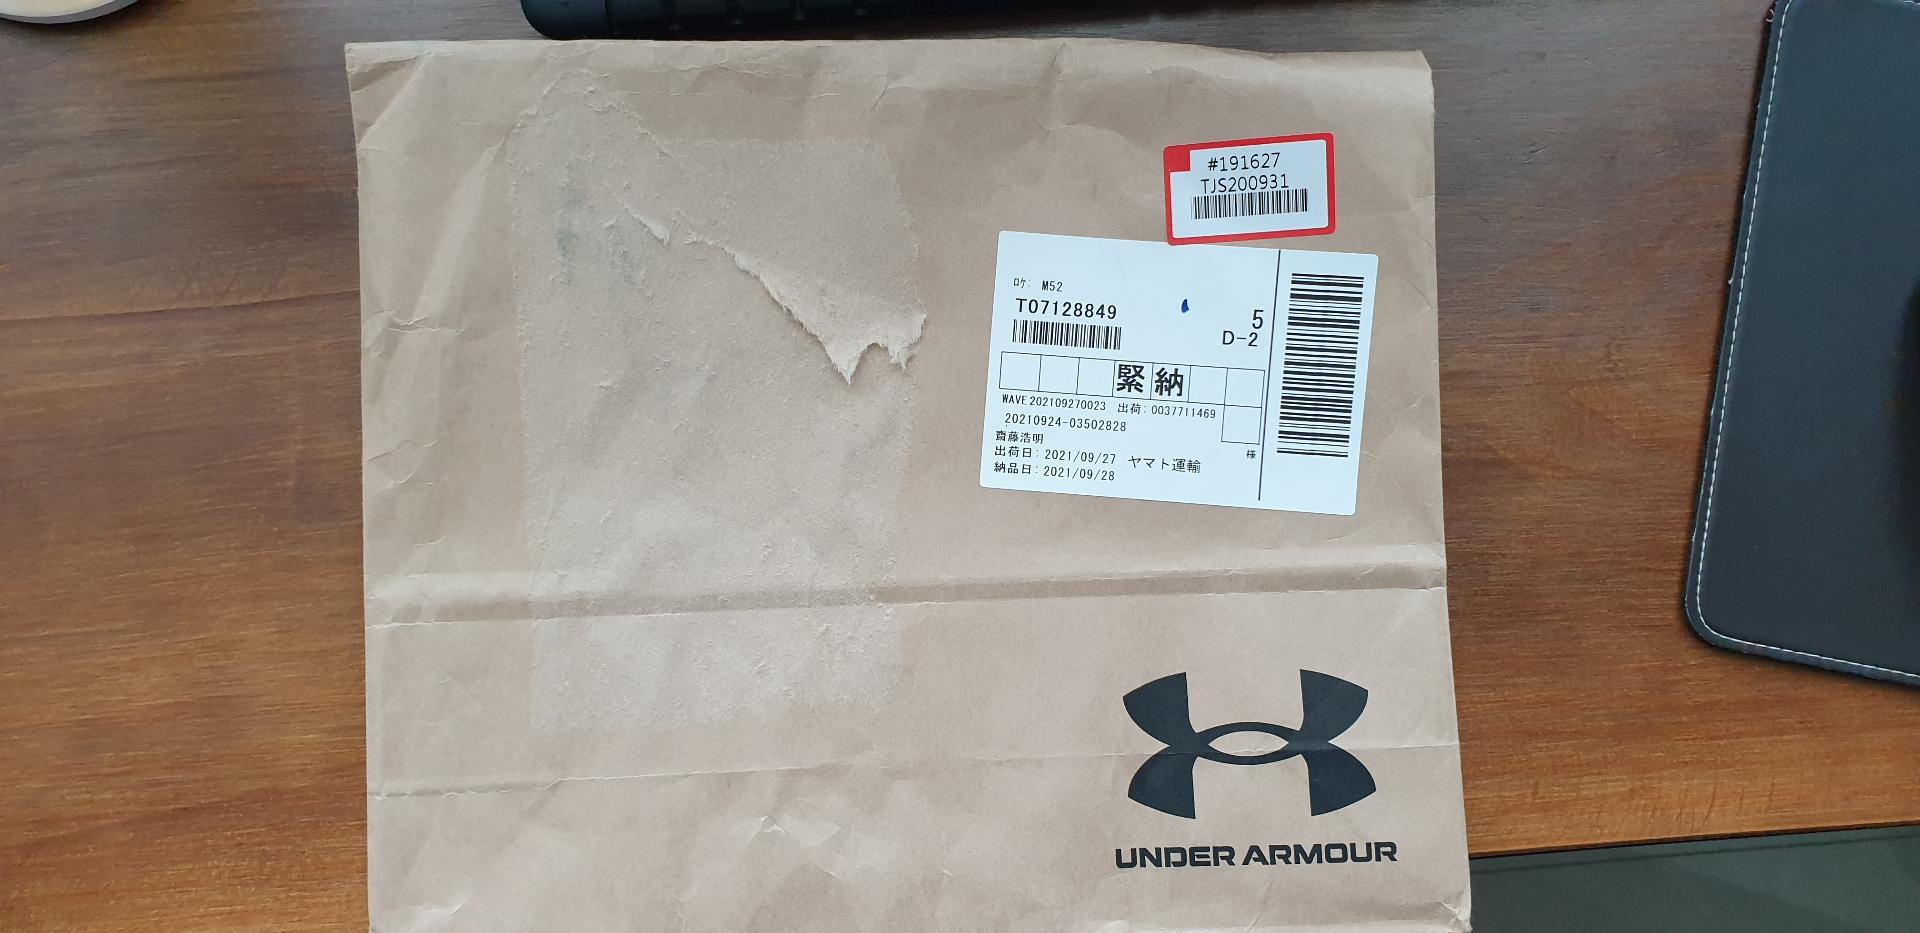 #191627
TJS200931
ﾛｹ: M52
T07128849
5
D-2
緊納
WAVE202109270023 出荷:0037711469
20210924-03502828
齋藤浩明
様
出荷日:2021/09/27 ヤマト運輸
納品日:2021/09/28
UNDER ARMOUR